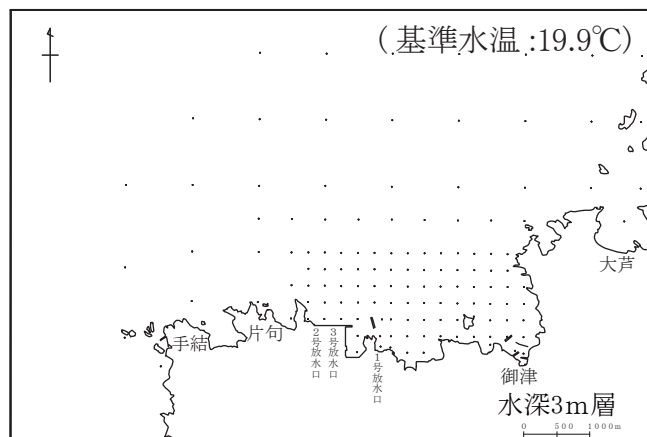 (基準水温:19.9℃)
大芦
手結
片句
2号放水口
3号放水口
1号放水口
御津
水深3m層
0 500 1000m